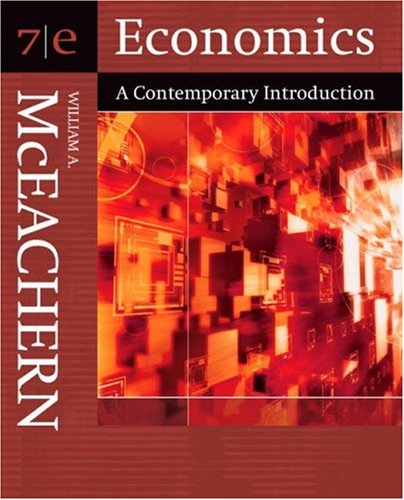 7|e
Economics
A Contemporary Introduction
WILLIAM A.
McEACHERN